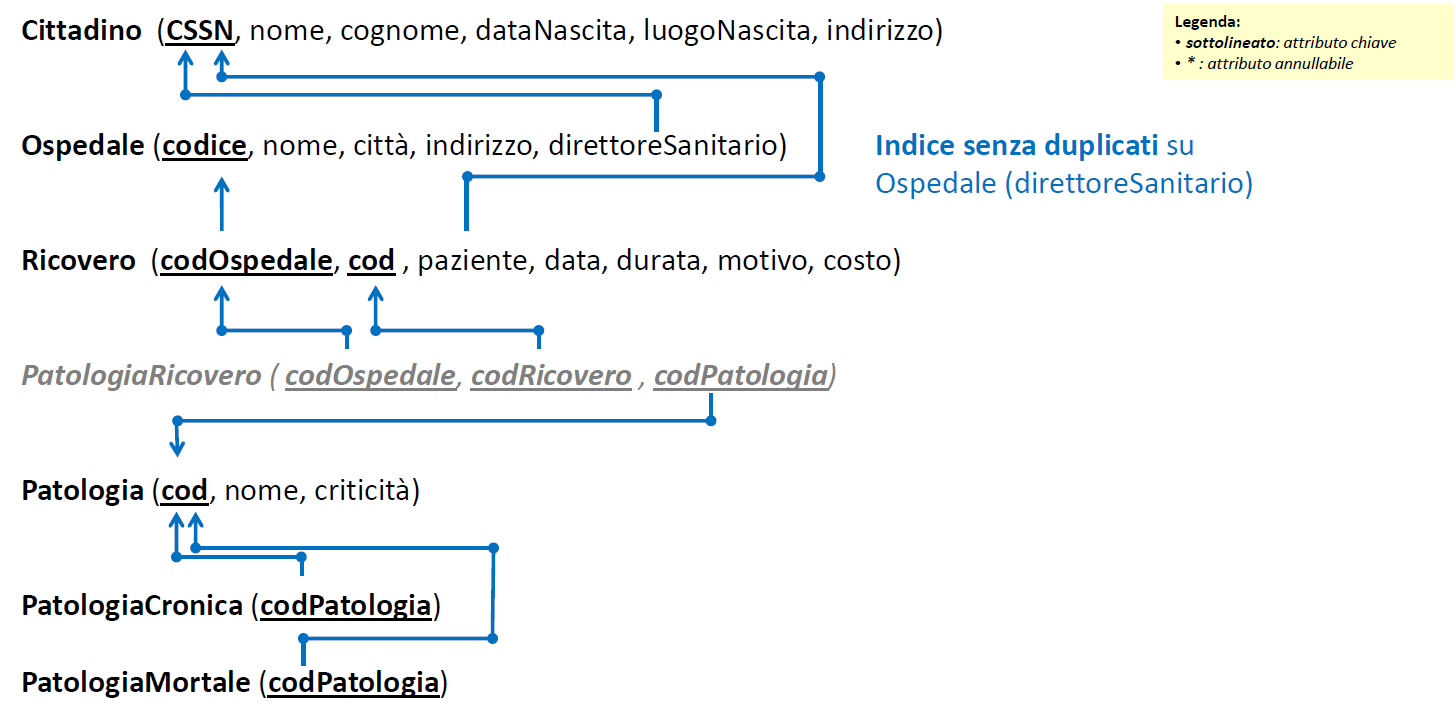 Cittadino (CSSN, nome, cognome, dataNascita, luogoNascita, indirizzo)
Legenda:
• sottolineato: attributo chiave
• * : attributo annullabile
Ospedale (codice, nome, città, indirizzo, direttoreSanitario)
Indice senza duplicati su
Ospedale (direttoreSanitario)
Ricovero (codOspedale, cod , paziente, data, durata, motivo, costo)
PatologiaRicovero ( codOspedale, codRicovero , codPatologia)
Patologia (cod, nome, criticità)
PatologiaCronica (codPatologia)
PatologiaMortale (codPatologia)